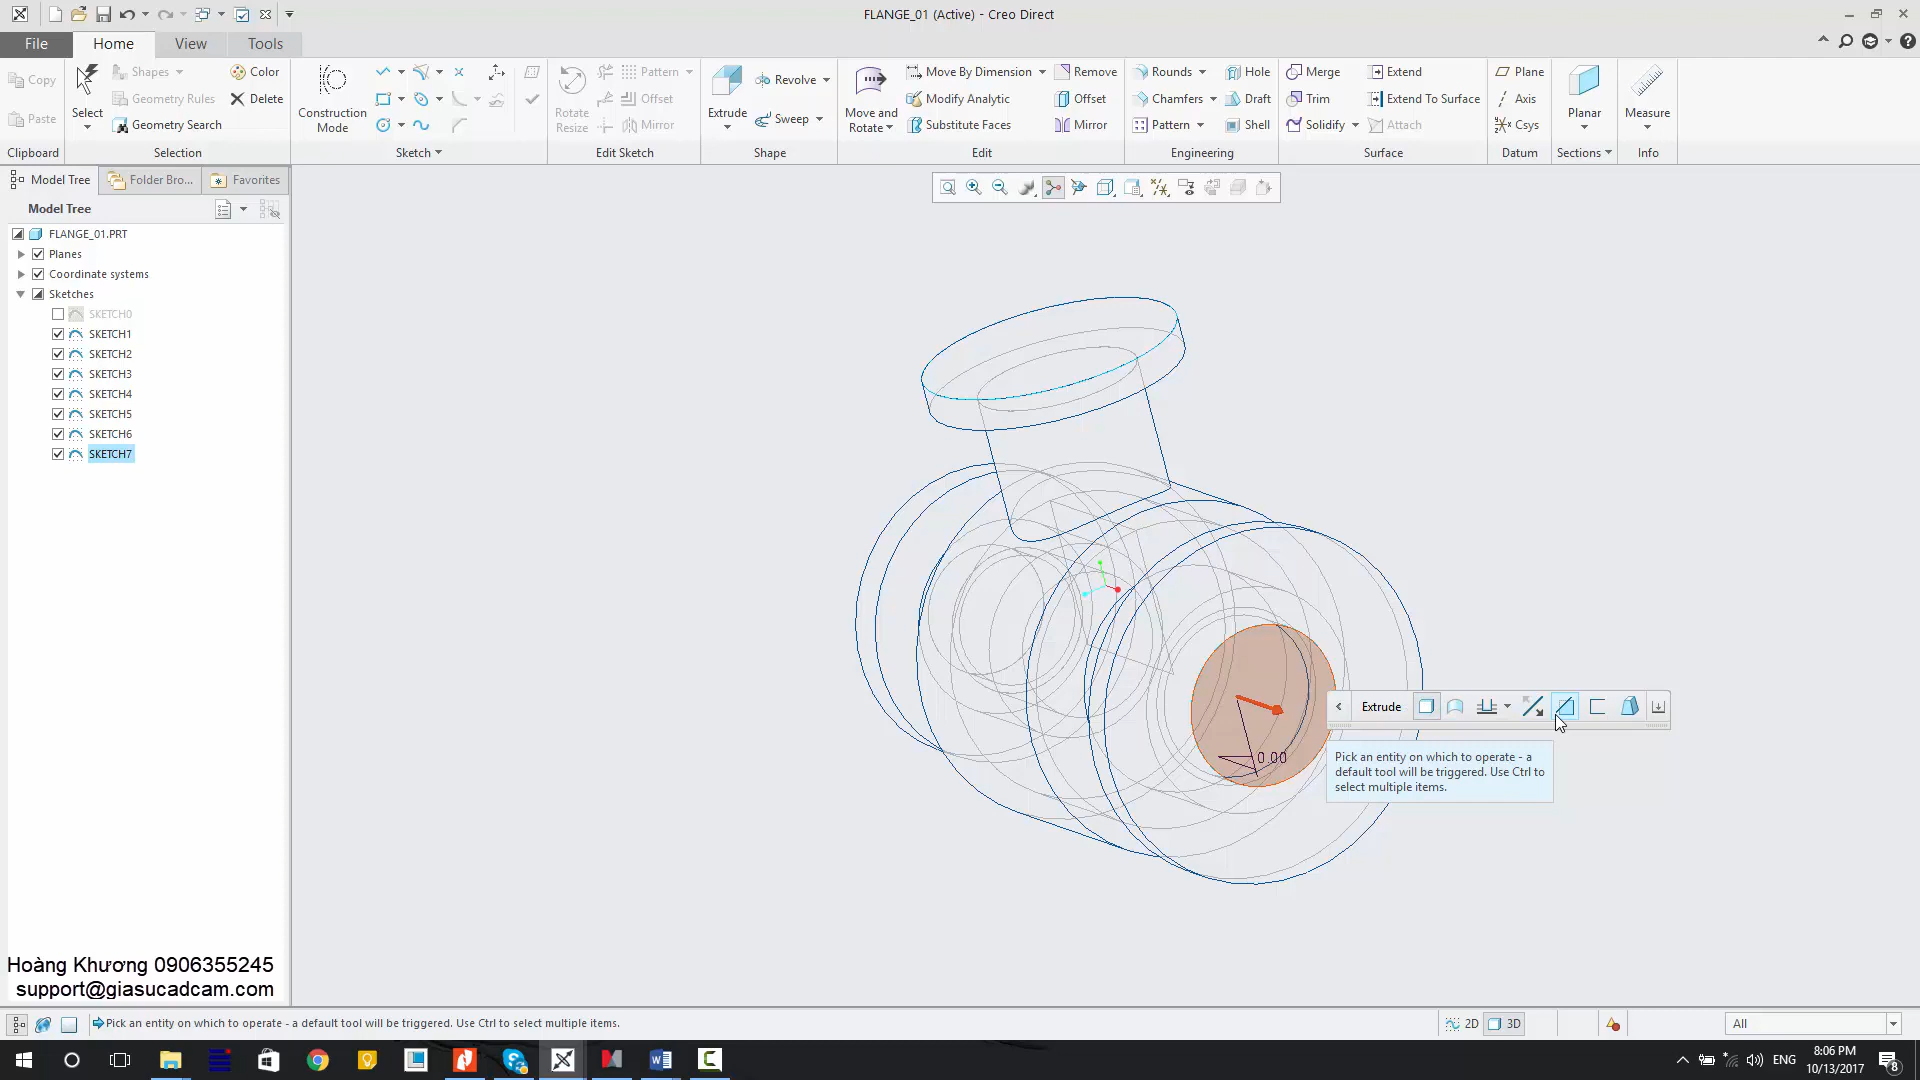 FLANGE_01 (Active) - Creo Direct
File Home View Tools
Copy
Paste
Clipboard
Select
Shapes
Geometry Rules
Geometry Search
Color
Delete
Selection
Construction
Mode
Sketch
Rotate
Resize
Pattern
Offset
Mirror
Edit Sketch
Extrude
Revolve
Sweep
Shape
Move and
Rotate
Move By Dimension
Modify Analytic
Substitute Faces
Remove
Offset
Mirror
Edit
Rounds
Chamfers
Pattern
Hole
Draft
Shell
Engineering
Merge
Trim
Solidify
Extend
Extend To Surface
Attach
Surface
Plane
Axis
Csys
Datum
Planar
Sections
Measure
Info
Model Tree Folder Bro... Favorites
Model Tree
FLANGE_01.PRT
Planes
Coordinate systems
Sketches
SKETCH0
SKETCH1
SKETCH2
SKETCH3
SKETCH4
SKETCH5
SKETCH6
SKETCH7
Extrude
0.00
Pick an entity on which to operate - a
default tool will be triggered. Use Ctrl to
select multiple items.
Hoàng Khương 0906355245
support@giasucadcam.com
Pick an entity on which to operate - a default tool will be triggered. Use Ctrl to select multiple items.
2D 3D
All
ENG
8:06 PM
10/13/2017
8